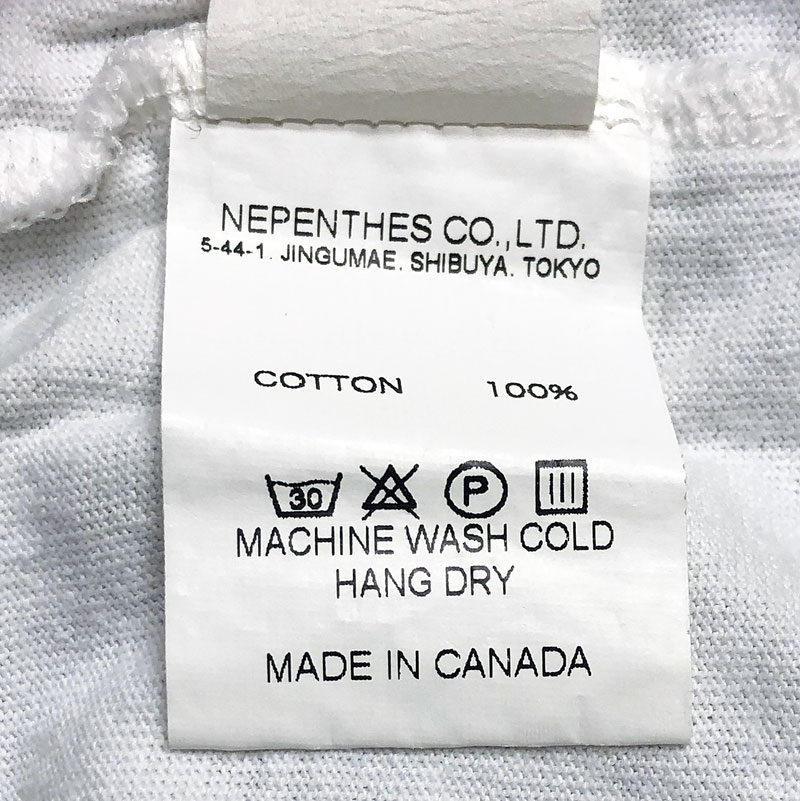 NEPENTHES CO.,LTD.
5-44-1. JINGUMAE. SHIBUYA. TOKYO
COTTON 100%
30 P
MACHINE WASH COLD
HANG DRY
MADE IN CANADA